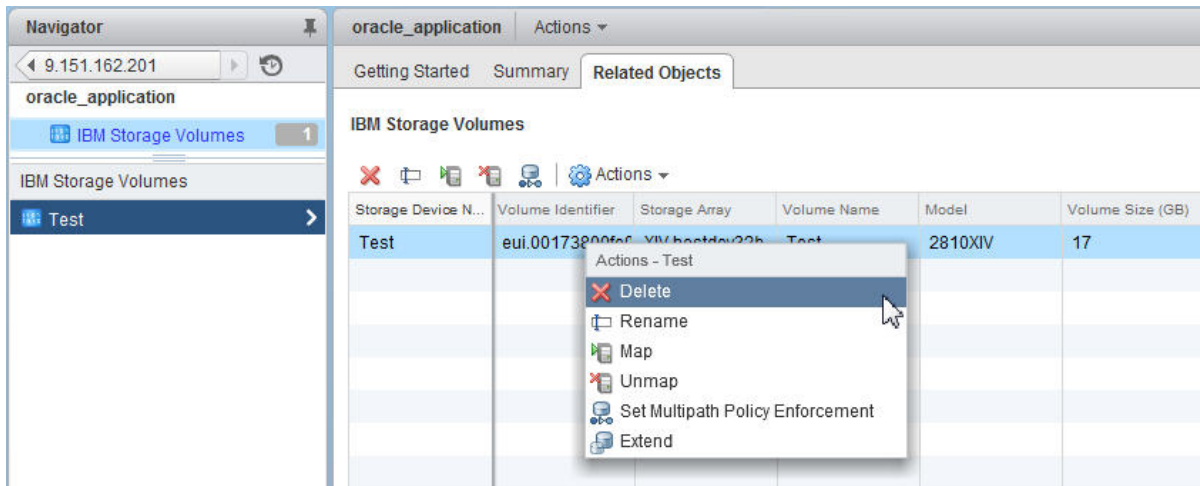 Navigator
oracle_application Actions
9.151.162.201
Getting Started Summary Related Objects
oracle_application
IBM Storage Volumes 1
IBM Storage Volumes
Actions
IBM Storage Volumes
Test
Storage Device N... Volume Identifier Storage Array Volume Name Model Volume Size (GB)
Test Test 2810XIV 17
Actions - Test
Delete
Rename
Map
Unmap
Set Multipath Policy Enforcement
Extend